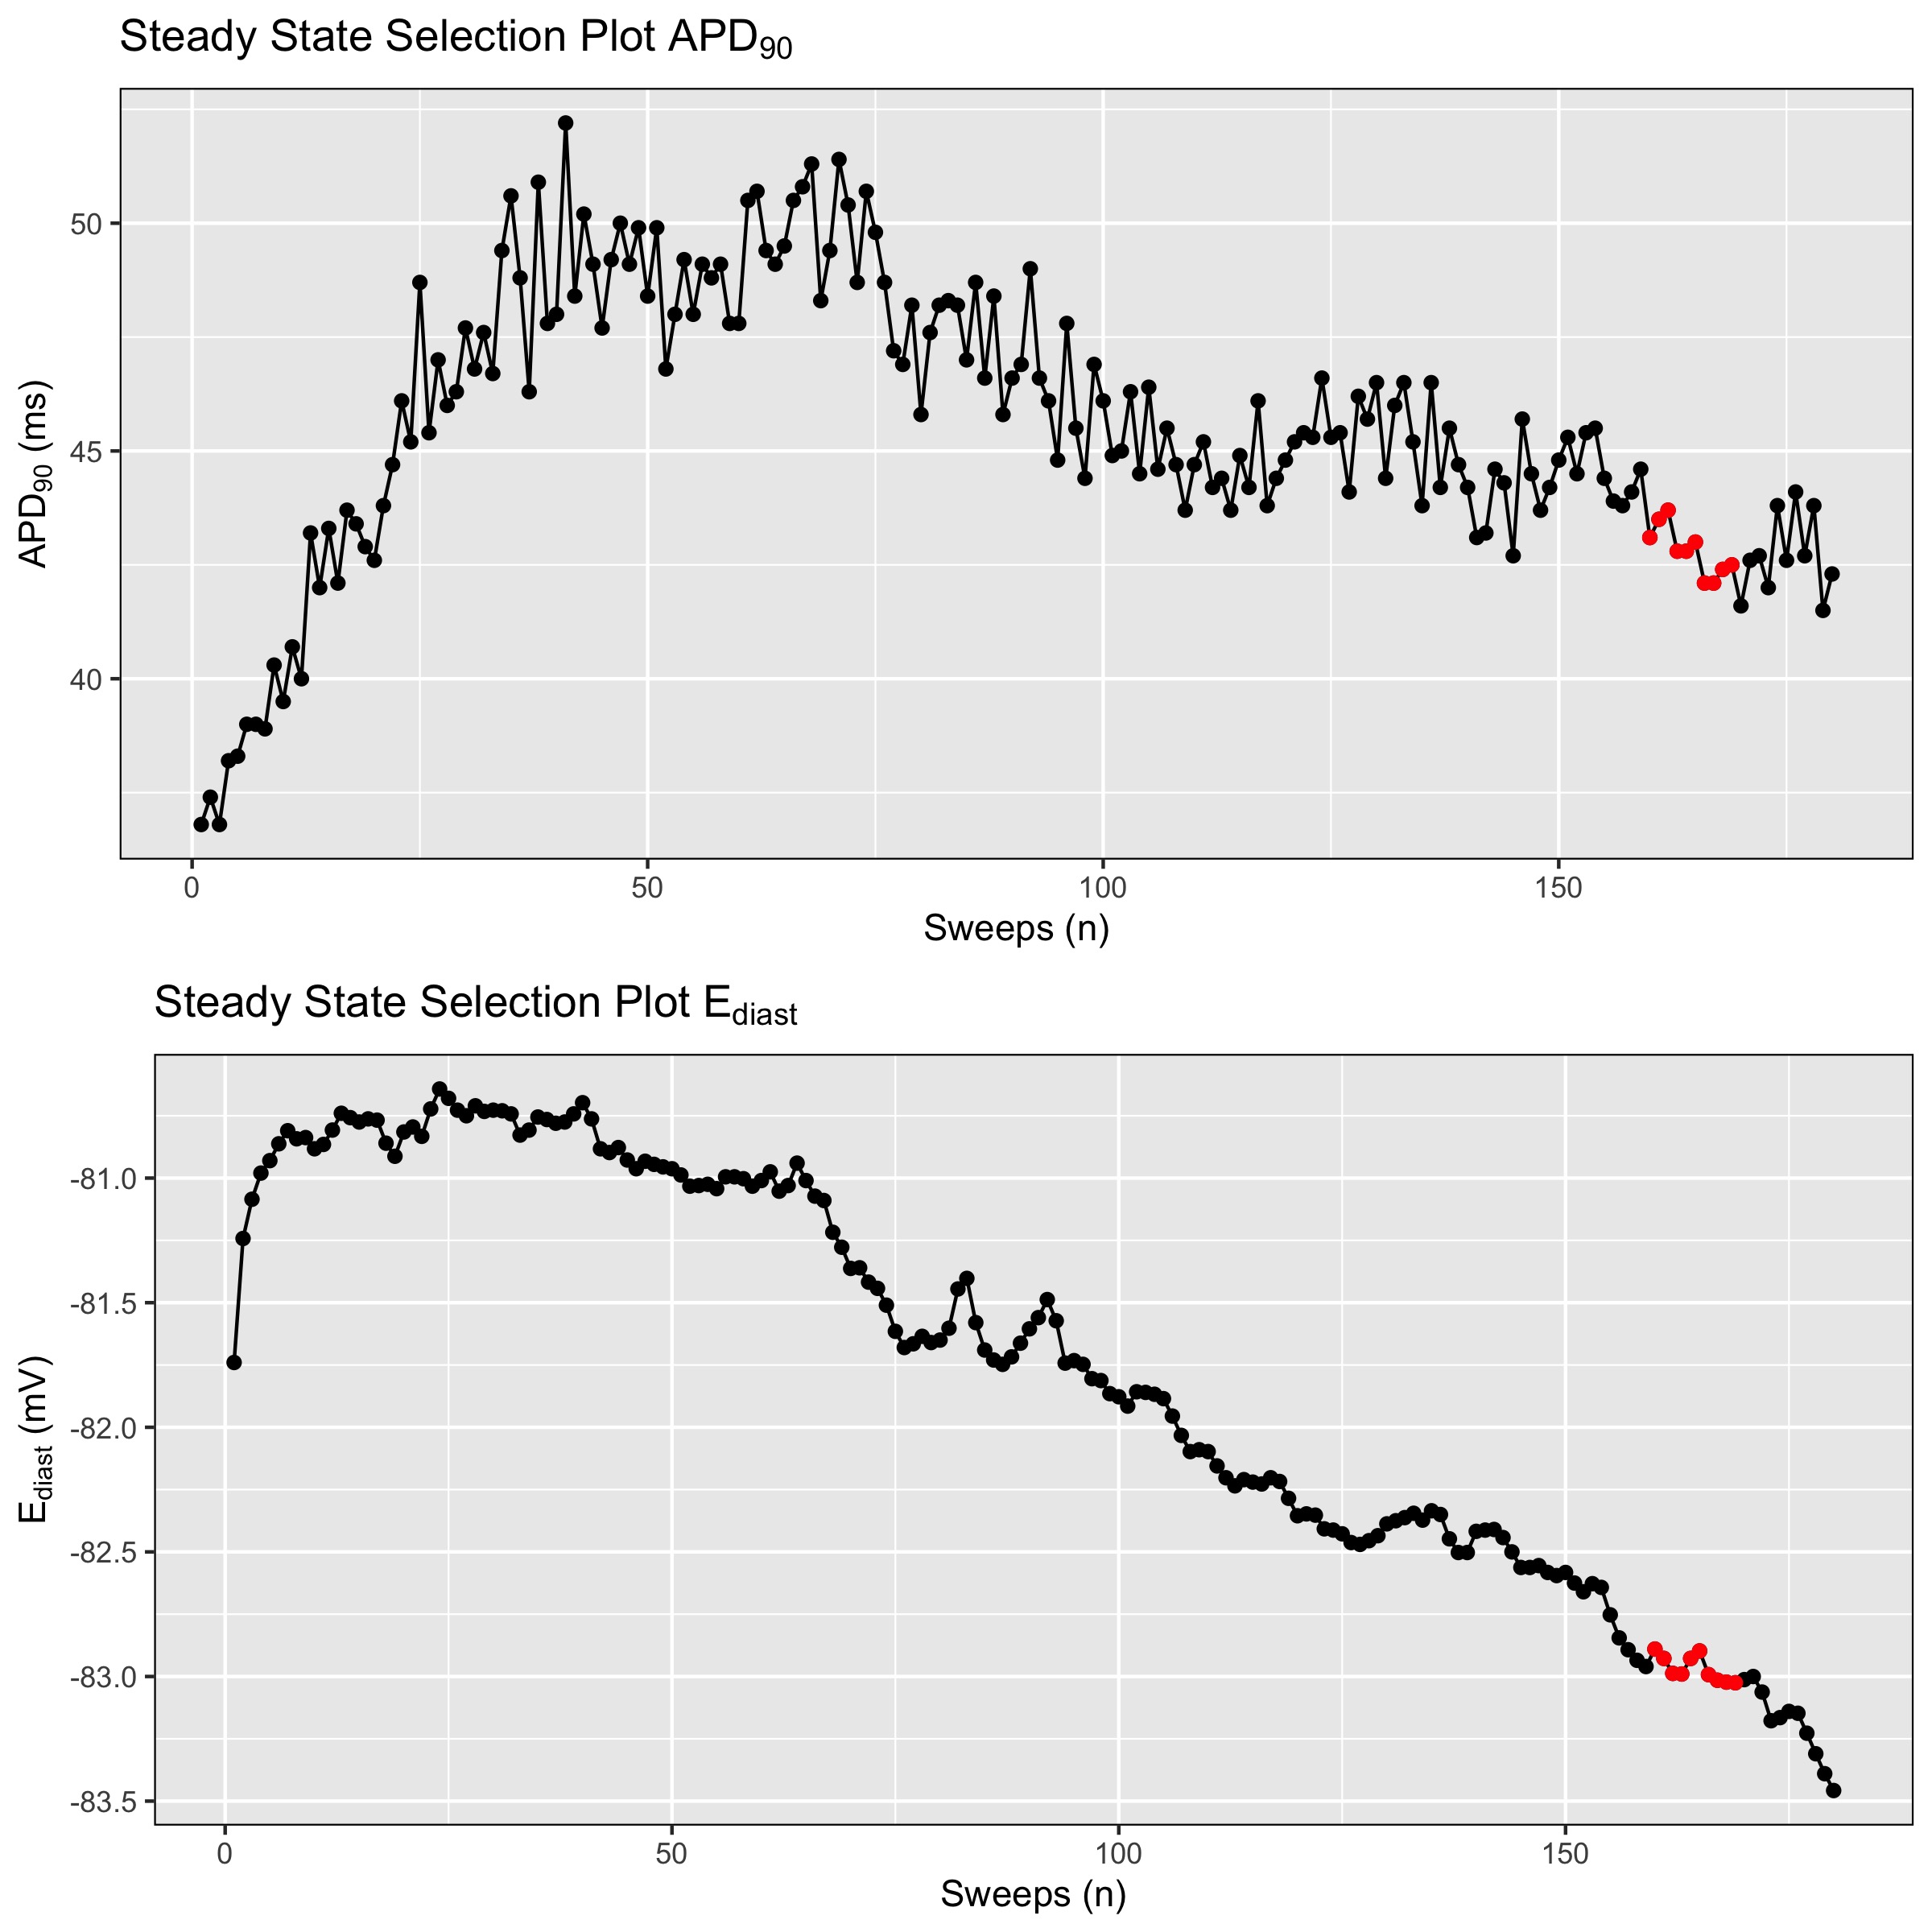 Steady State Selection Plot APD90
50
45
40
APD90 (ms)
0 50 100 150
Sweeps (n)
Steady State Selection Plot Ediast
-81.0
-81.5
-82.0
-82.5
-83.0
-83.5
Ediast (mV)
0 50 100 150
Sweeps (n)